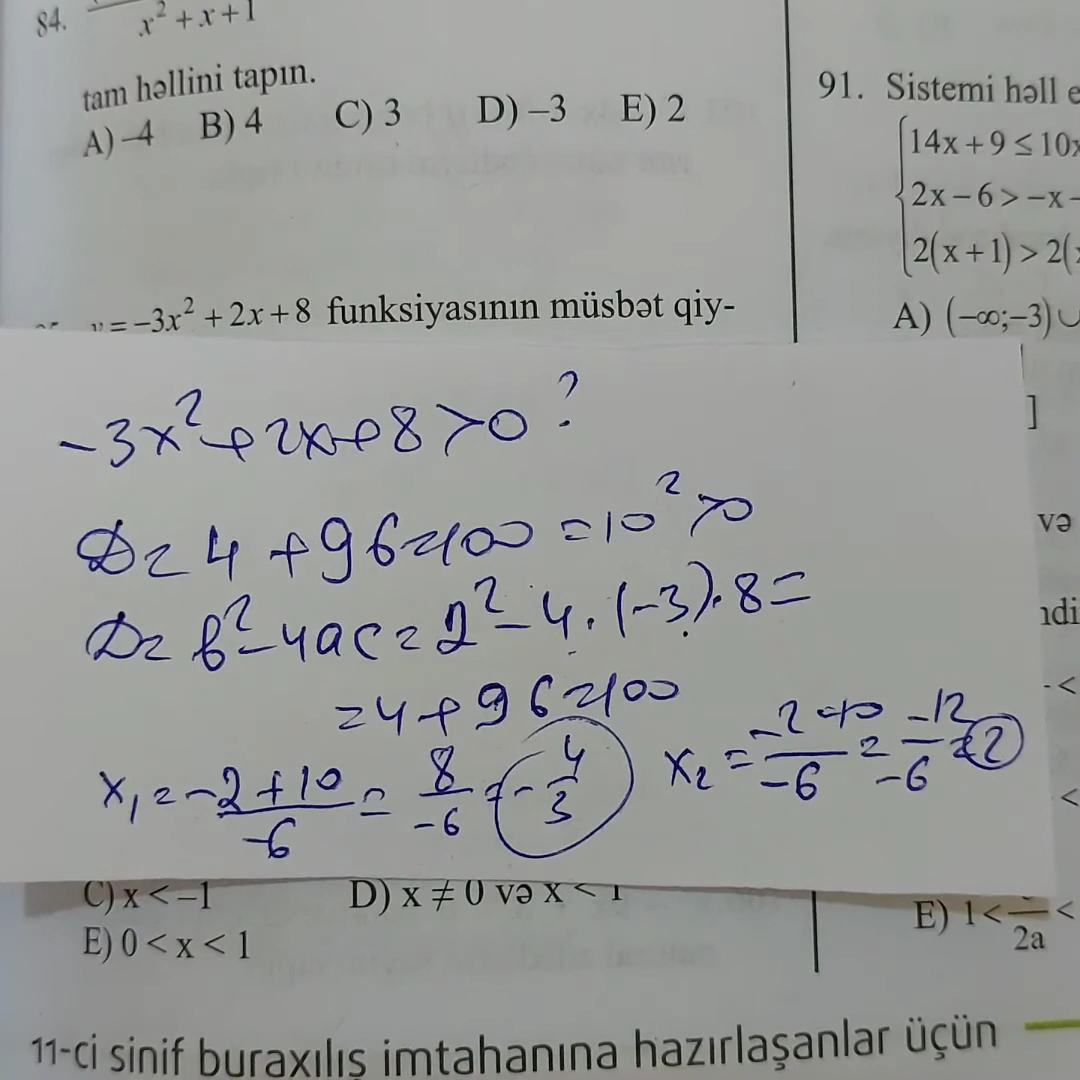 84. x² + x + 1
tam həllini tapın.
A) –4 B) 4 C) 3 D) –3 E) 2
y = –3x² + 2x + 8 funksiyasının müsbət qiy-
-3x² + 2x + 8 > 0 ?
D = 4 + 96 = 100 = 10² > 0
D = b² - 4ac = 2² - 4 · (-3) · 8 =
= 4 + 96 = 100
x₁ = -2 + 10 / -6 = 8 / -6 = - 4 / 3 x₂ = -2 - 10 / -6 = -12 / -6 = 2
C) x < –1 D) x ≠ 0 və x < 1
E) 0 < x < 1
91. Sistemi həll e
14x + 9 ≤ 10x
2x – 6 > –x –
2(x + 1) > 2(
A) (–∞;–3) ∪
]
və
ndi
- <
<
E) 1 < — <
2a
11-ci sinif buraxılış imtahanına hazırlaşanlar üçün